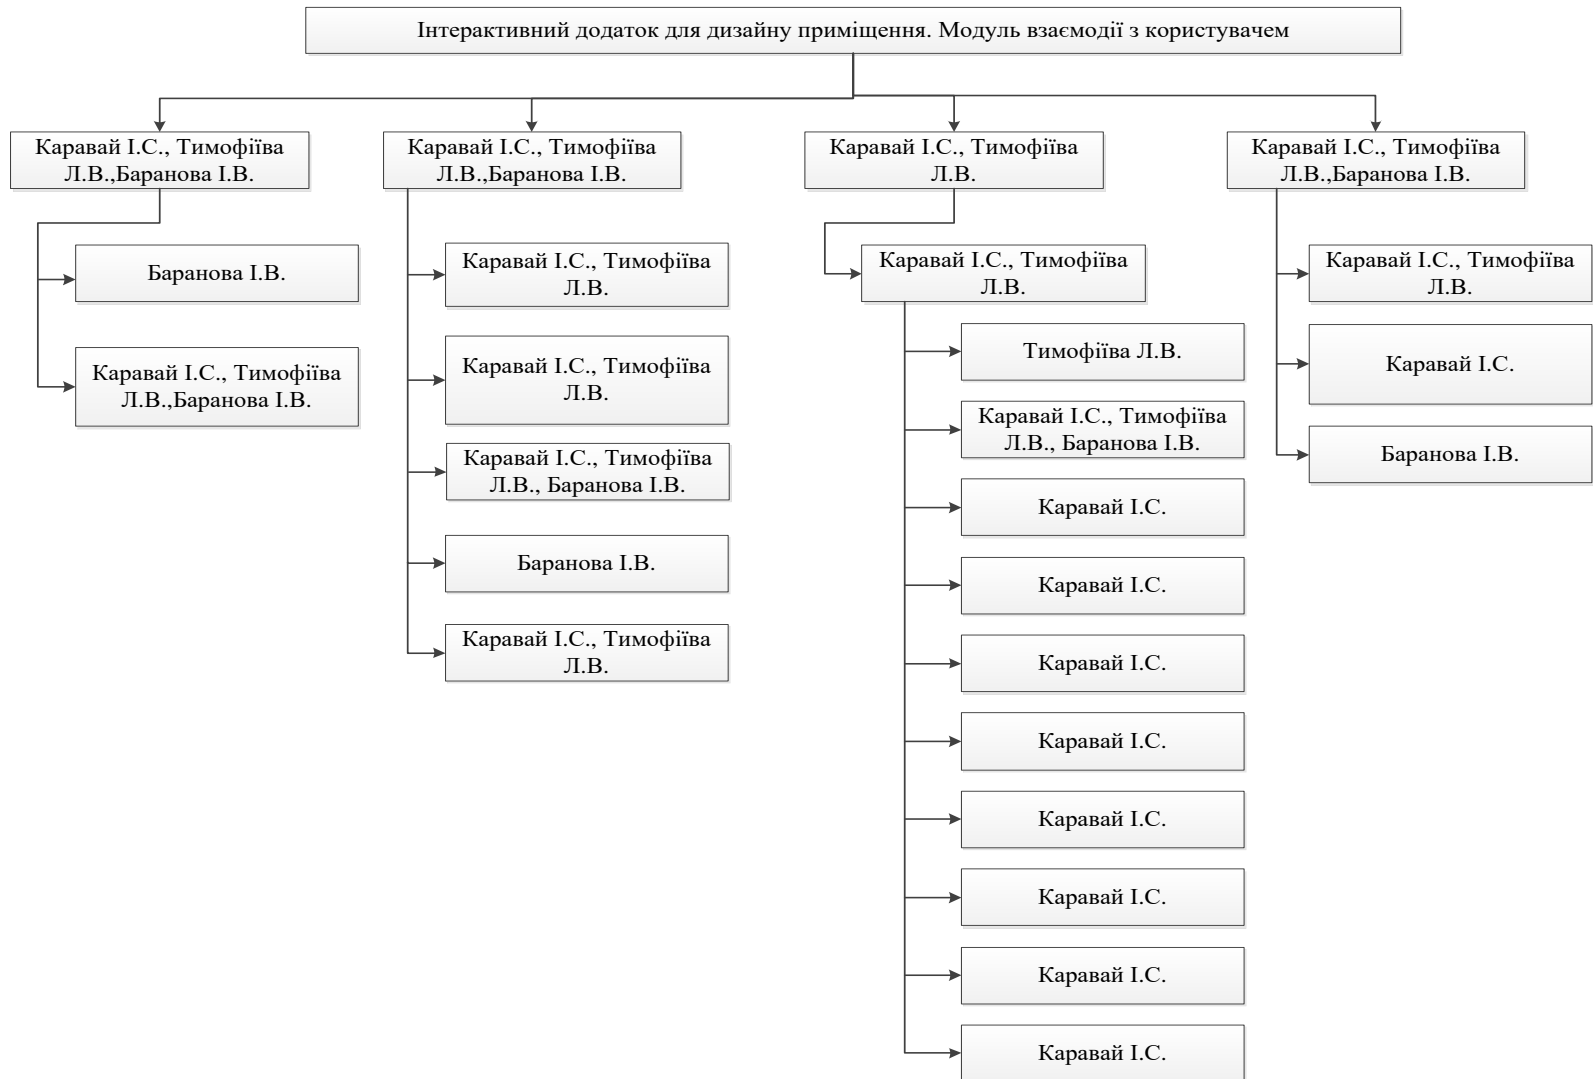 Інтерактивний додаток для дизайну приміщення. Модуль взаємодії з користувачем
Каравай І.С., Тимофіїва
Л.В.,Баранова І.В.
Баранова І.В.
Каравай І.С., Тимофіїва
Л.В.,Баранова І.В.
Каравай І.С., Тимофіїва
Л.В.,Баранова І.В.
Каравай І.С., Тимофіїва
Л.В.
Каравай І.С., Тимофіїва
Л.В.
Каравай І.С., Тимофіїва
Л.В., Баранова І.В.
Баранова І.В.
Каравай І.С., Тимофіїва
Л.В.
Каравай І.С., Тимофіїва
Л.В.
Каравай І.С., Тимофіїва
Л.В.
Тимофіїва Л.В.
Каравай І.С., Тимофіїва
Л.В., Баранова І.В.
Каравай І.С.
Каравай І.С.
Каравай І.С.
Каравай І.С.
Каравай І.С.
Каравай І.С.
Каравай І.С.
Каравай І.С.
Каравай І.С., Тимофіїва
Л.В.,Баранова І.В.
Каравай І.С., Тимофіїва
Л.В.
Каравай І.С.
Баранова І.В.